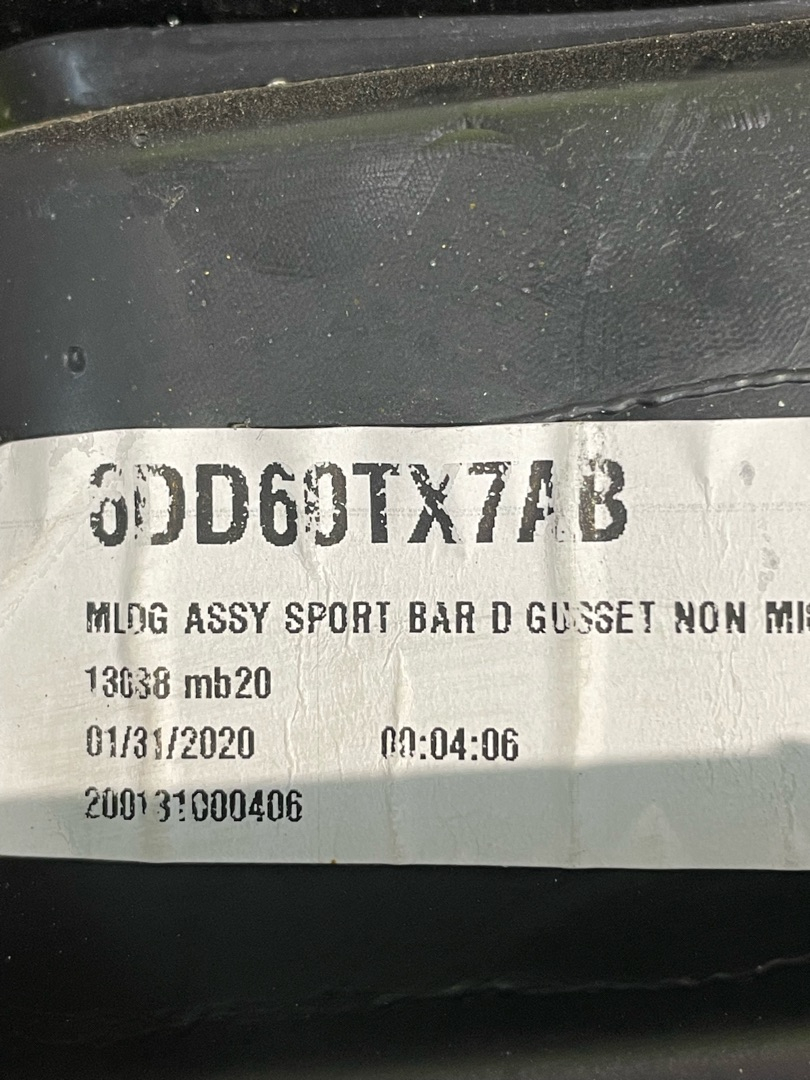 6DD60TX7AB
MLDG ASSY SPORT BAR D GUSSET NON
13038 mb20
01/31/2020 00:04:06
200131000406